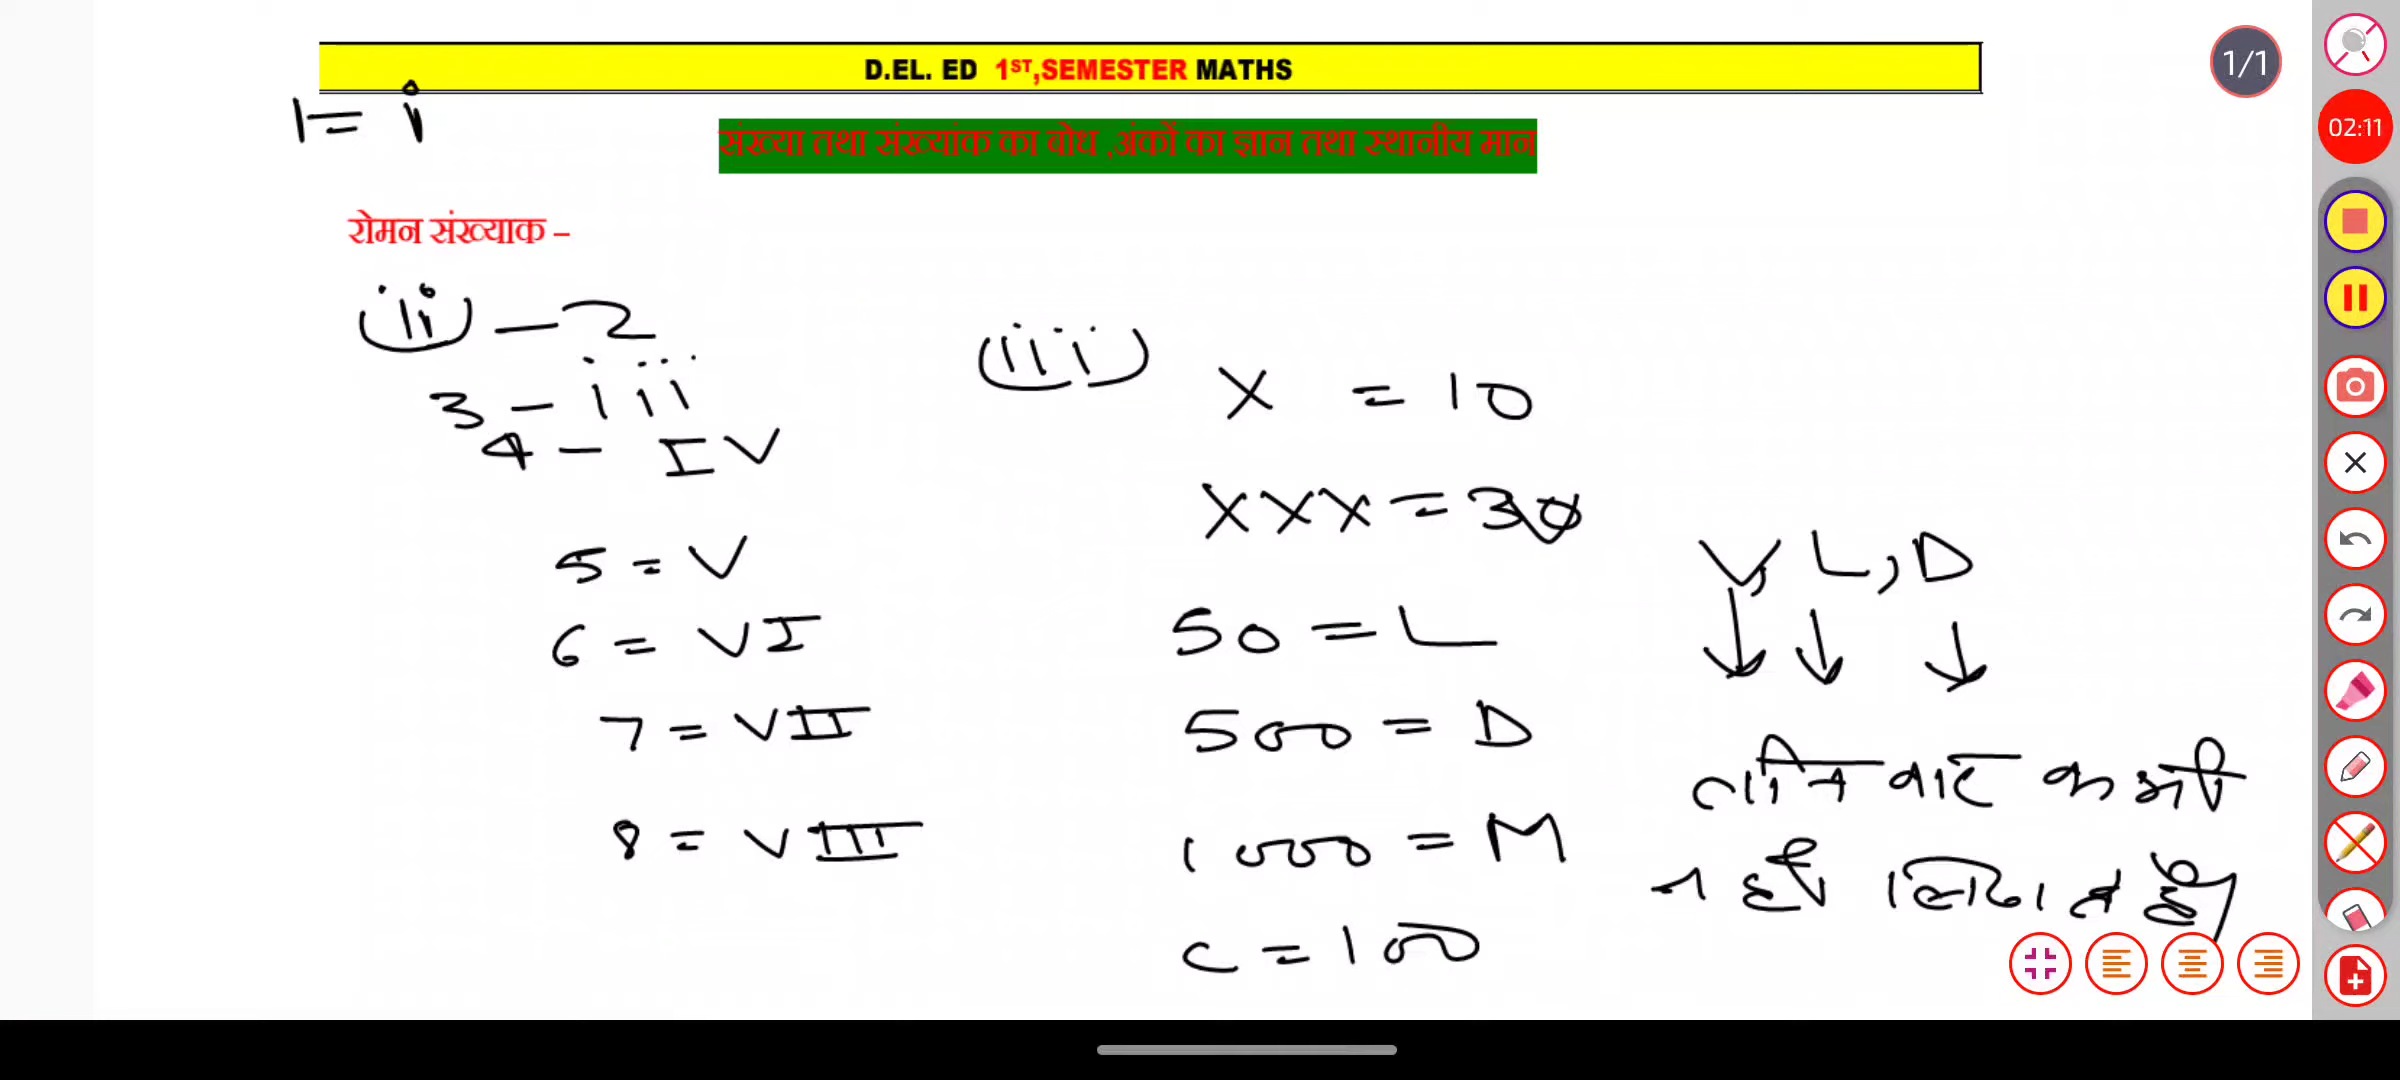 D.EL. ED 1ST,SEMESTER MATHS
1/1
1 = i
02:11
संख्या तथा संख्यांक का बोध ,अंकों का ज्ञान तथा स्थानीय मान
रोमन संख्याक –
(ii) – 2
3 – iii
4 – IV
5 = V
6 = VI
7 = VII
8 = VIII
(iii)
X = 10
XXX = 30
50 = L
500 = D
1000 = M
C = 100
V, L, D